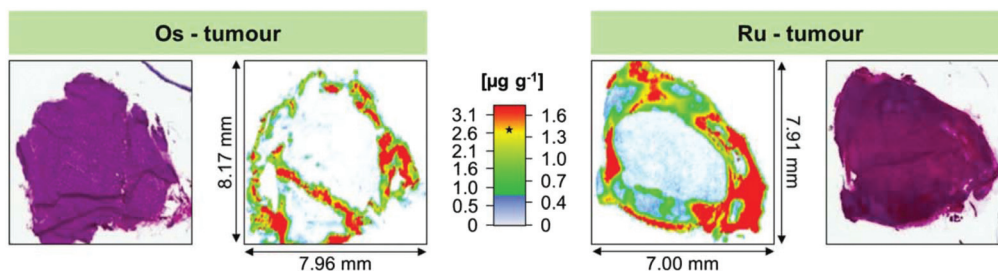 Os - tumour
Ru - tumour
8.17 mm
7.96 mm
[µg g⁻¹]
3.1 1.6
2.6 ★ 1.3
2.1
1.6 1.0
1.0 0.7
0.5 0.4
0 0
7.91 mm
7.00 mm